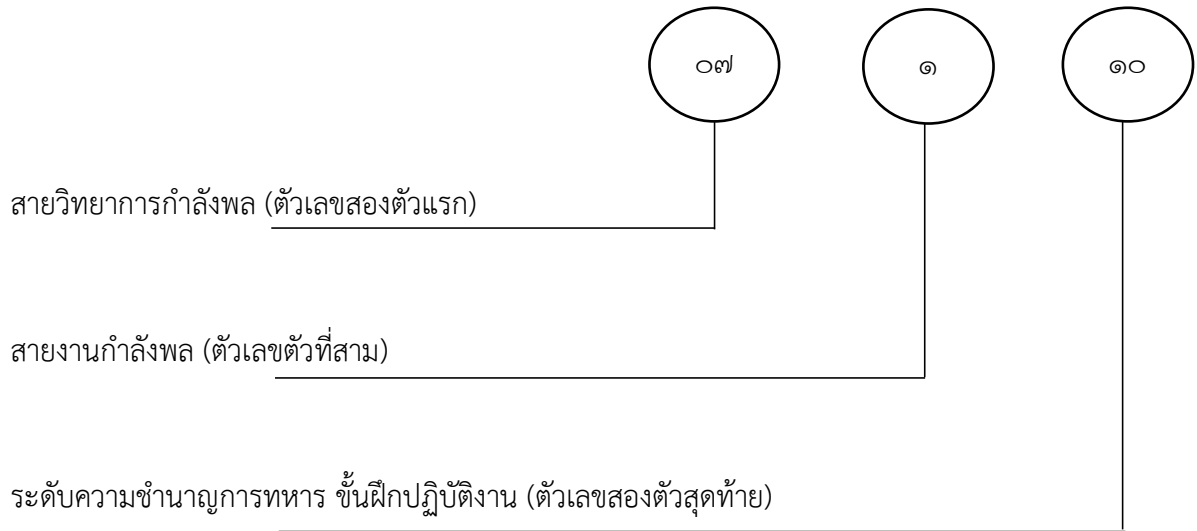 ๐๗ ๑ ๑๐
สายวิทยาการกำลังพล (ตัวเลขสองตัวแรก)
สายงานกำลังพล (ตัวเลขตัวที่สาม)
ระดับความชำนาญการทหาร ขั้นฝึกปฏิบัติงาน (ตัวเลขสองตัวสุดท้าย)